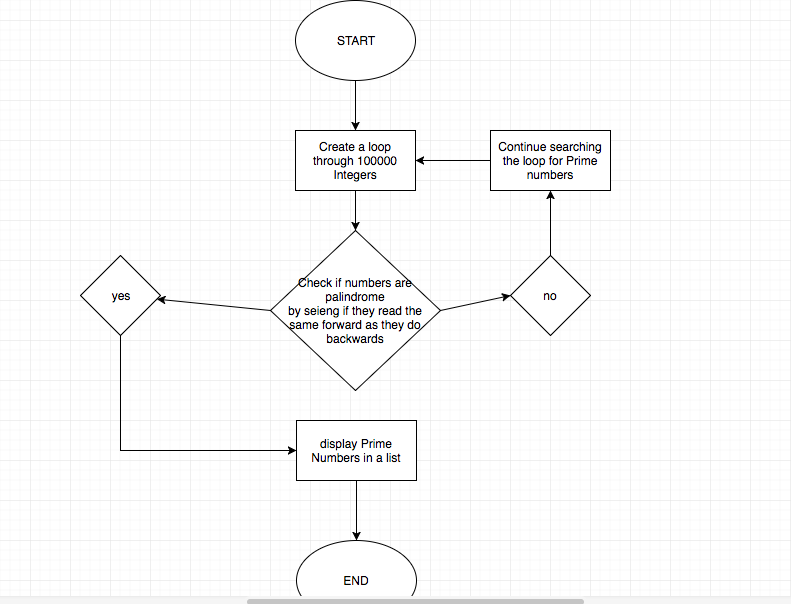 START
Create a loop
through 100000
Integers
Continue searching
the loop for Prime
numbers
Check if numbers are
palindrome
by seieng if they read the
same forward as they do
backwards
yes
no
display Prime
Numbers in a list
END